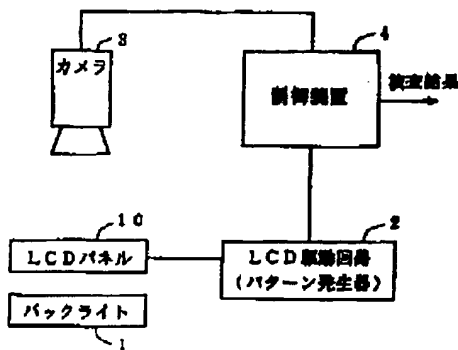 3
カメラ
4
制御装置
検査結果
10
LCDパネル
2
LCD駆動回路
(パターン発生器)
バックライト
1